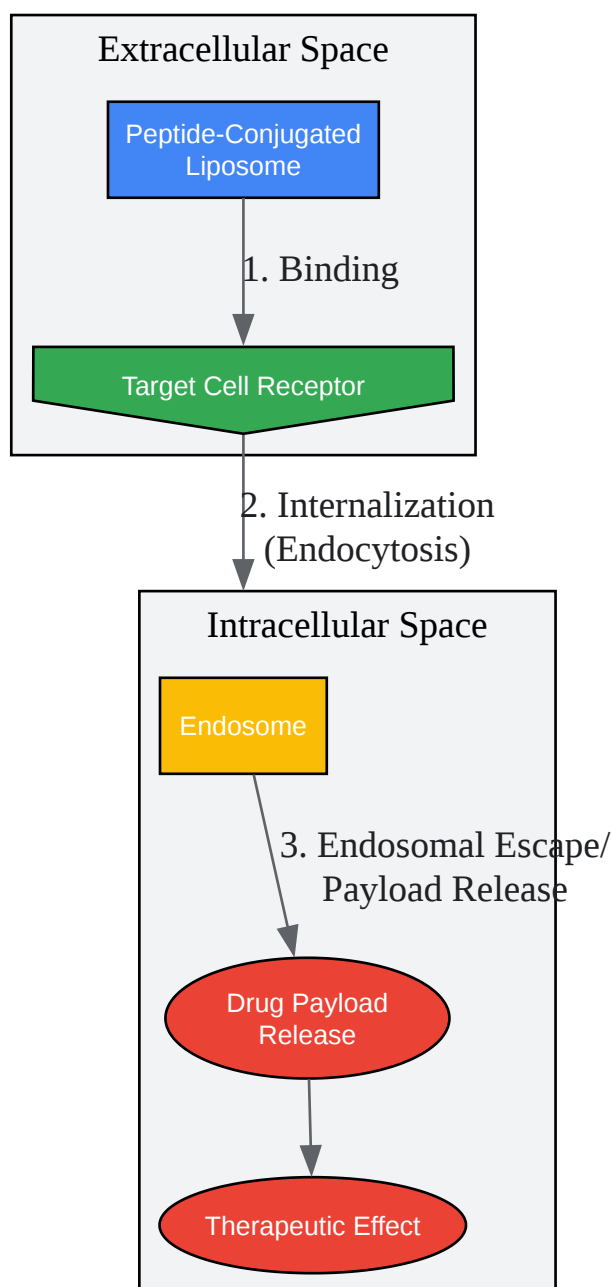 Extracellular Space
Peptide-Conjugated
Liposome
1. Binding
Target Cell Receptor
2. Internalization
(Endocytosis)
Intracellular Space
Endosome
3. Endosomal Escape/
Payload Release
Drug Payload
Release
Therapeutic Effect